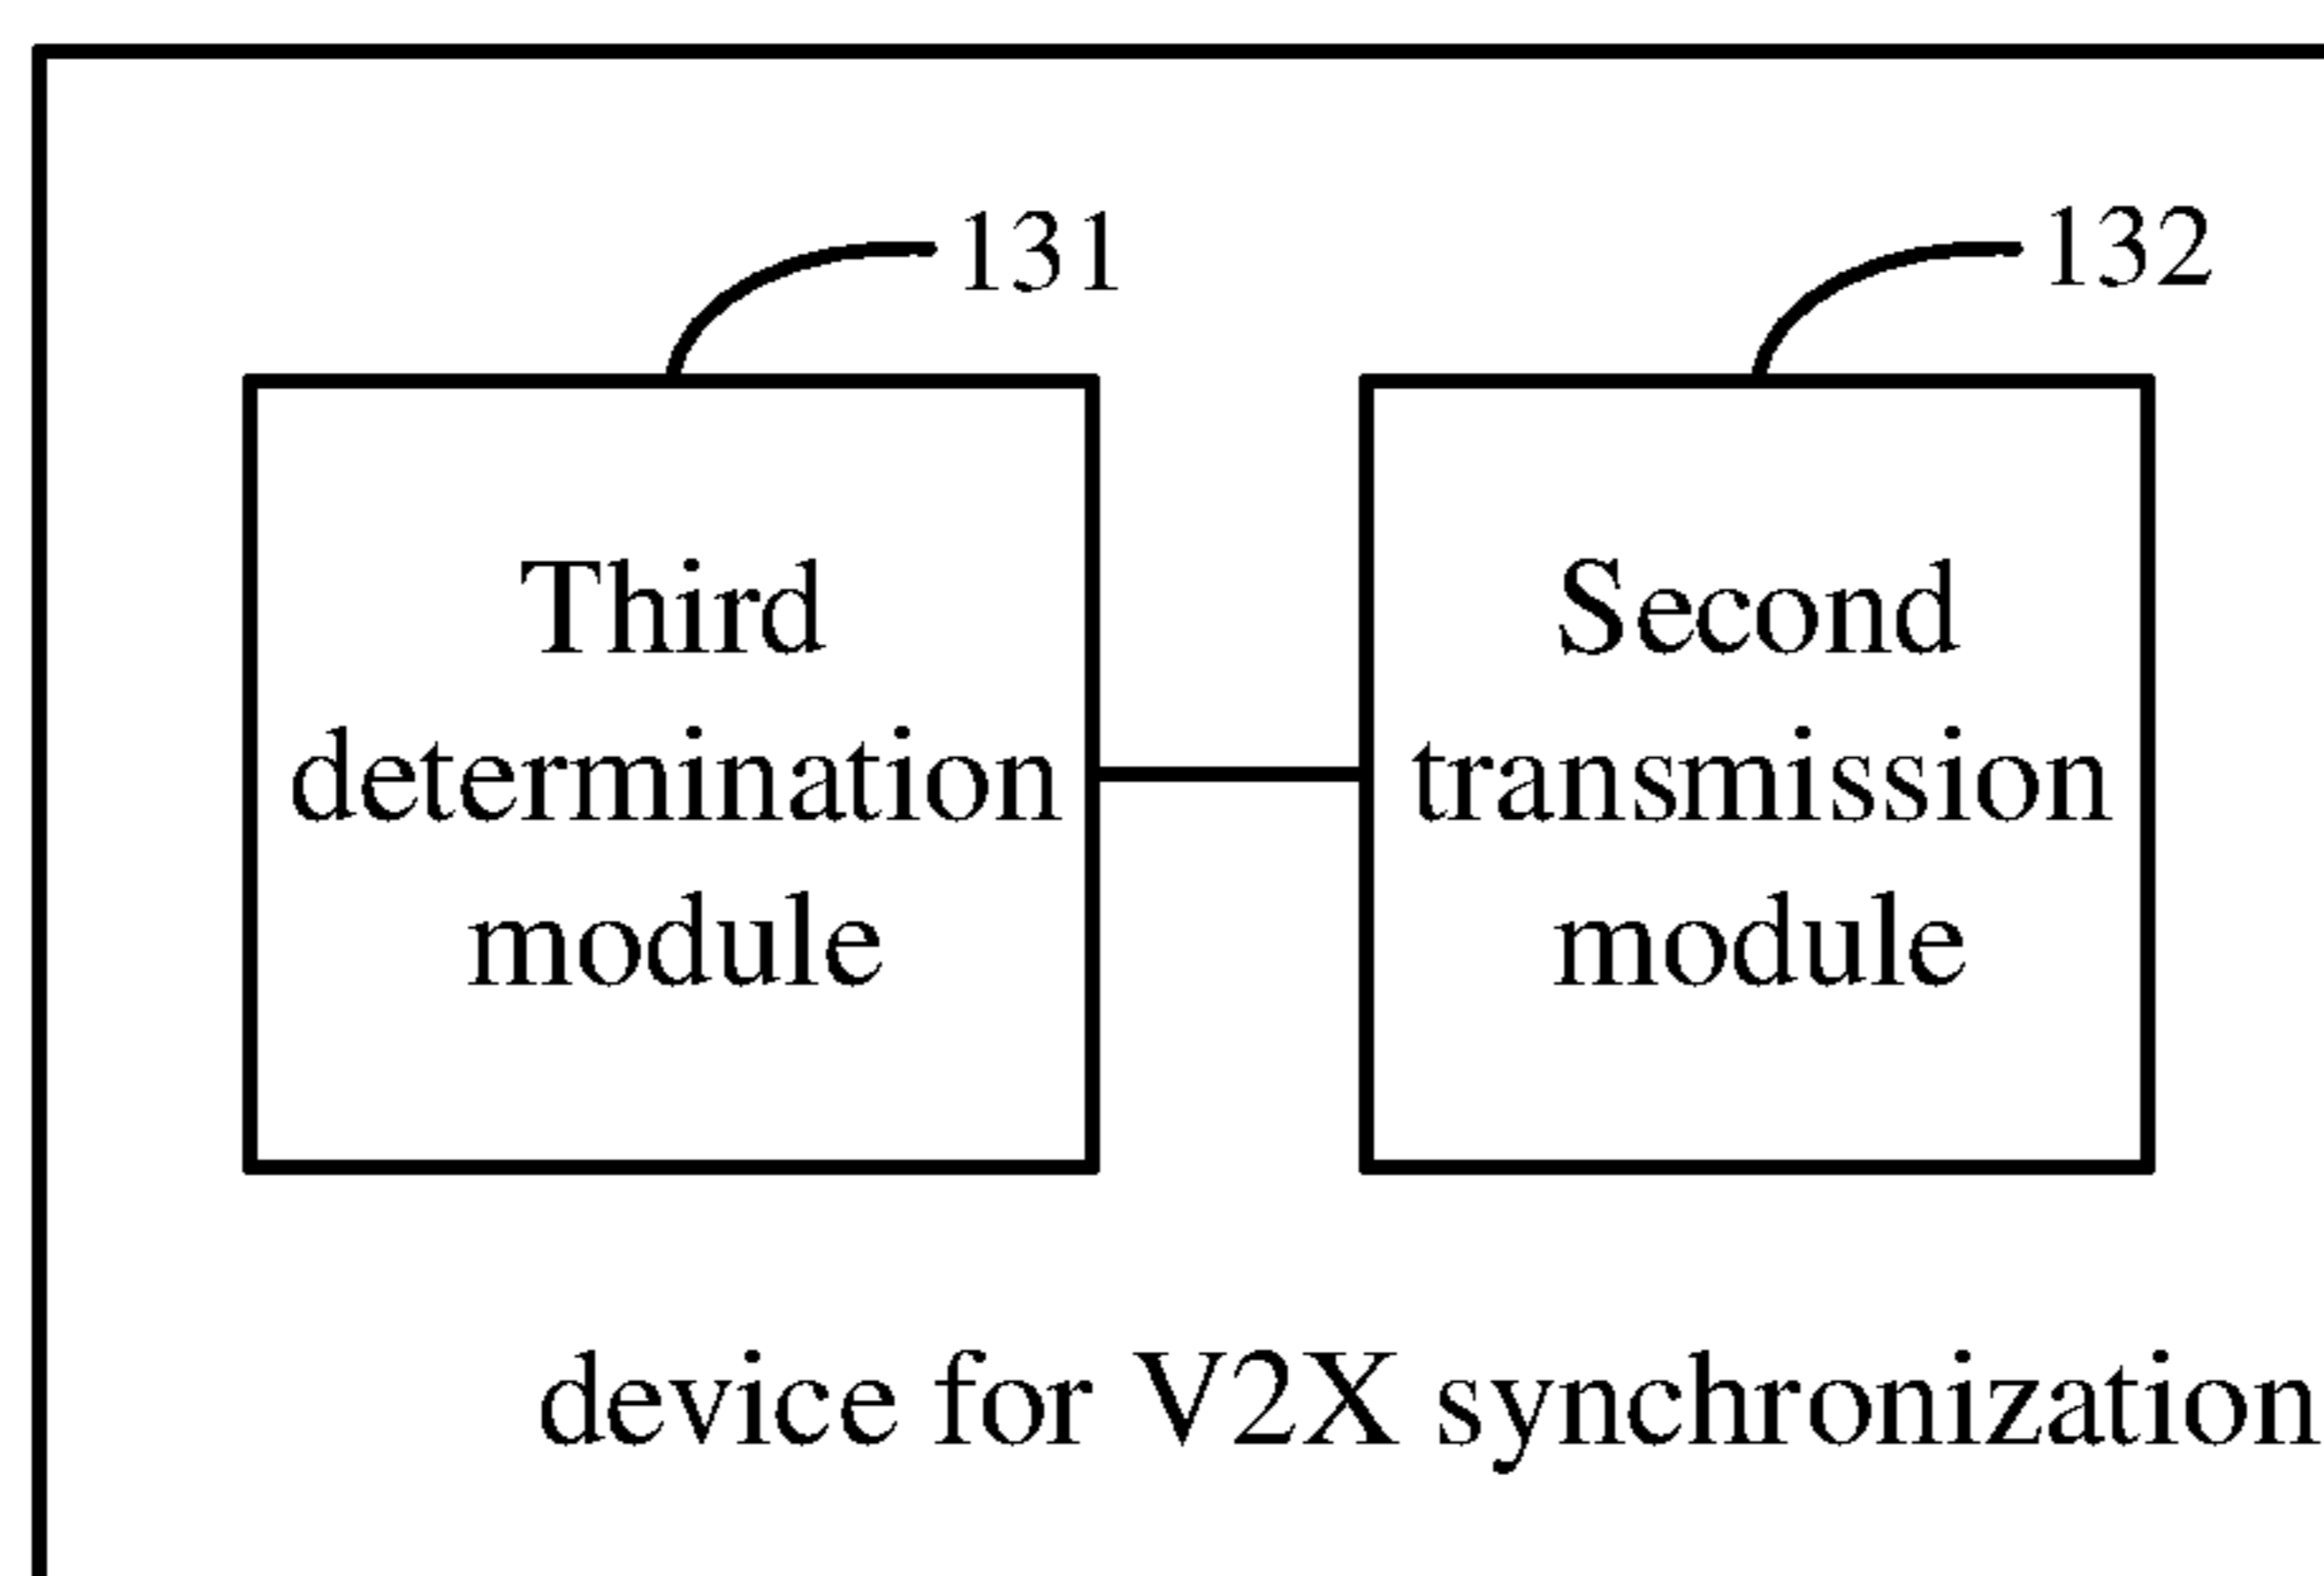 131
132
Third
determination
module
Second
transmission
module
device for V2X synchronization